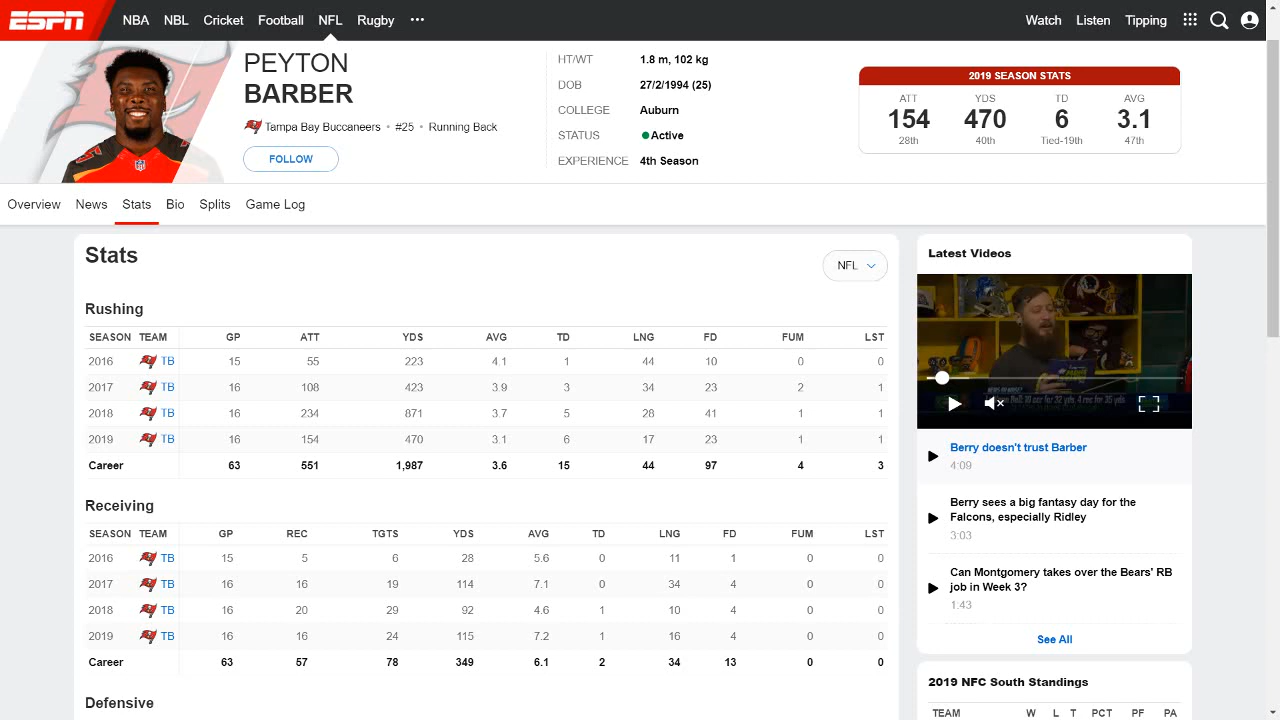 ESPN NBA NBL Cricket Football NFL Rugby ••• Watch Listen Tipping
PEYTON
BARBER
Tampa Bay Buccaneers • #25 • Running Back
FOLLOW
HT/WT 1.8 m, 102 kg
DOB 27/2/1994 (25)
COLLEGE Auburn
STATUS Active
EXPERIENCE 4th Season
2019 SEASON STATS
ATT YDS TD AVG
154 470 6 3.1
28th 40th Tied-19th 47th
Overview News Stats Bio Splits Game Log
Stats
NFL
Rushing
SEASON TEAM GP ATT YDS AVG TD LNG FD FUM LST
2016 TB 15 55 223 4.1 1 44 10 0 0
2017 TB 16 108 423 3.9 3 34 23 2 1
2018 TB 16 234 871 3.7 5 28 41 1 1
2019 TB 16 154 470 3.1 6 17 23 1 1
Career 63 551 1,987 3.6 15 44 97 4 3
Receiving
SEASON TEAM GP REC TGTS YDS AVG TD LNG FD FUM LST
2016 TB 15 5 6 28 5.6 0 11 1 0 0
2017 TB 16 16 19 114 7.1 0 34 4 0 0
2018 TB 16 20 29 92 4.6 1 10 4 0 0
2019 TB 16 16 24 115 7.2 1 16 4 0 0
Career 63 57 78 349 6.1 2 34 13 0 0
Defensive
Latest Videos
Berry doesn't trust Barber
4:09
Berry sees a big fantasy day for the
Falcons, especially Ridley
3:03
Can Montgomery takes over the Bears' RB
job in Week 3?
1:43
See All
2019 NFC South Standings
TEAM W L T PCT PF PA